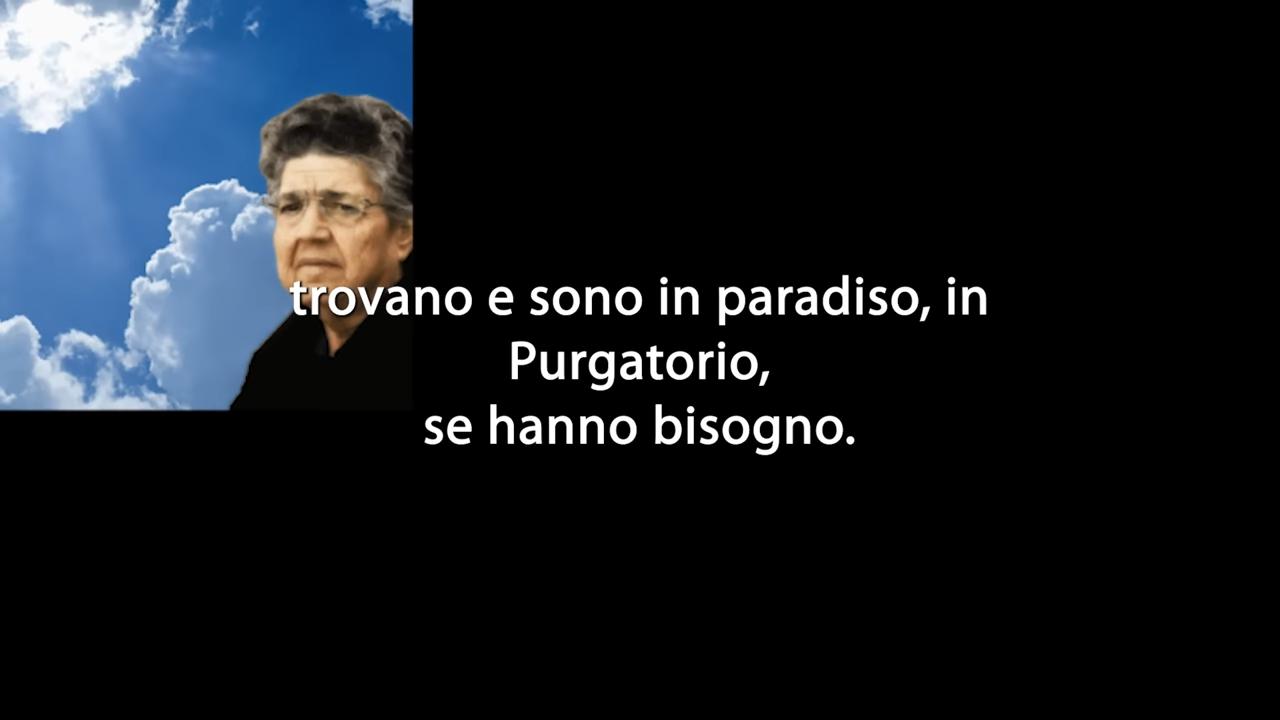 trovano e sono in paradiso, in
Purgatorio,
se hanno bisogno.